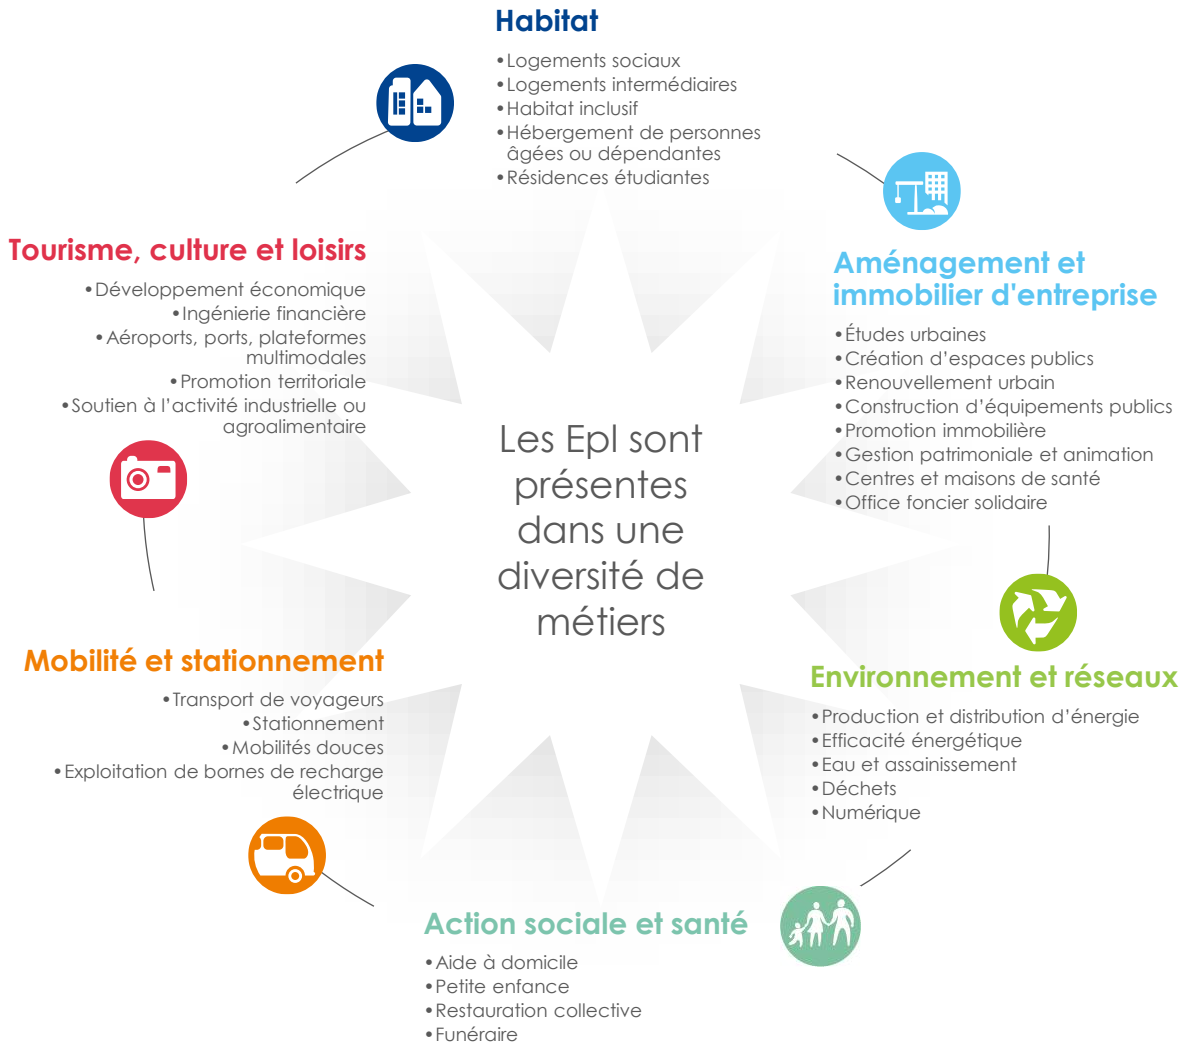 Habitat
•Logements sociaux
•Logements intermédiaires
•Habitat inclusif
•Hébergement de personnes
âgées ou dépendantes
•Résidences étudiantes
Aménagement et
immobilier d'entreprise
•Études urbaines
•Création d’espaces publics
•Renouvellement urbain
•Construction d’équipements publics
•Promotion immobilière
•Gestion patrimoniale et animation
•Centres et maisons de santé
•Office foncier solidaire
Environnement et réseaux
•Production et distribution d’énergie
•Efficacité énergétique
•Eau et assainissement
•Déchets
•Numérique
Action sociale et santé
•Aide à domicile
•Petite enfance
•Restauration collective
•Funéraire
Mobilité et stationnement
•Transport de voyageurs
•Stationnement
•Mobilités douces
•Exploitation de bornes de recharge
électrique
Tourisme, culture et loisirs
•Développement économique
•Ingénierie financière
•Aéroports, ports, plateformes
multimodales
•Promotion territoriale
•Soutien à l’activité industrielle ou
agroalimentaire
Les Epl sont
présentes
dans une
diversité de
métiers